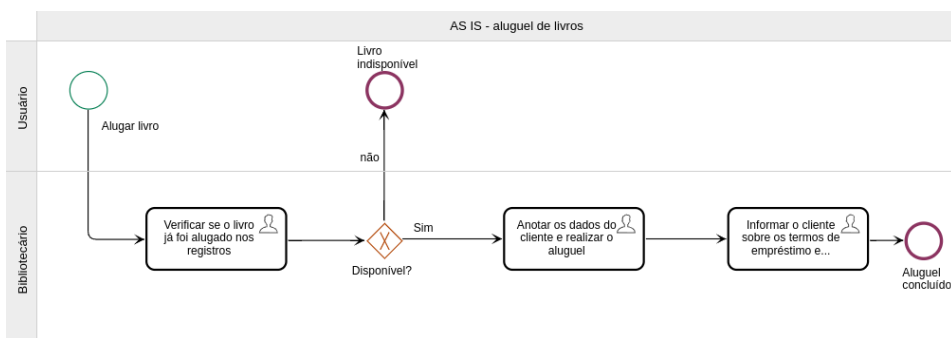 AS IS - aluguel de livros
Usuário
Livro
indisponível
Alugar livro
não
Bibliotecário
Verificar se o livro
já foi alugado nos
registros
Disponível?
Sim
Anotar os dados do
cliente e realizar o
aluguel
Informar o cliente
sobre os termos de
empréstimo e...
Aluguel
concluído